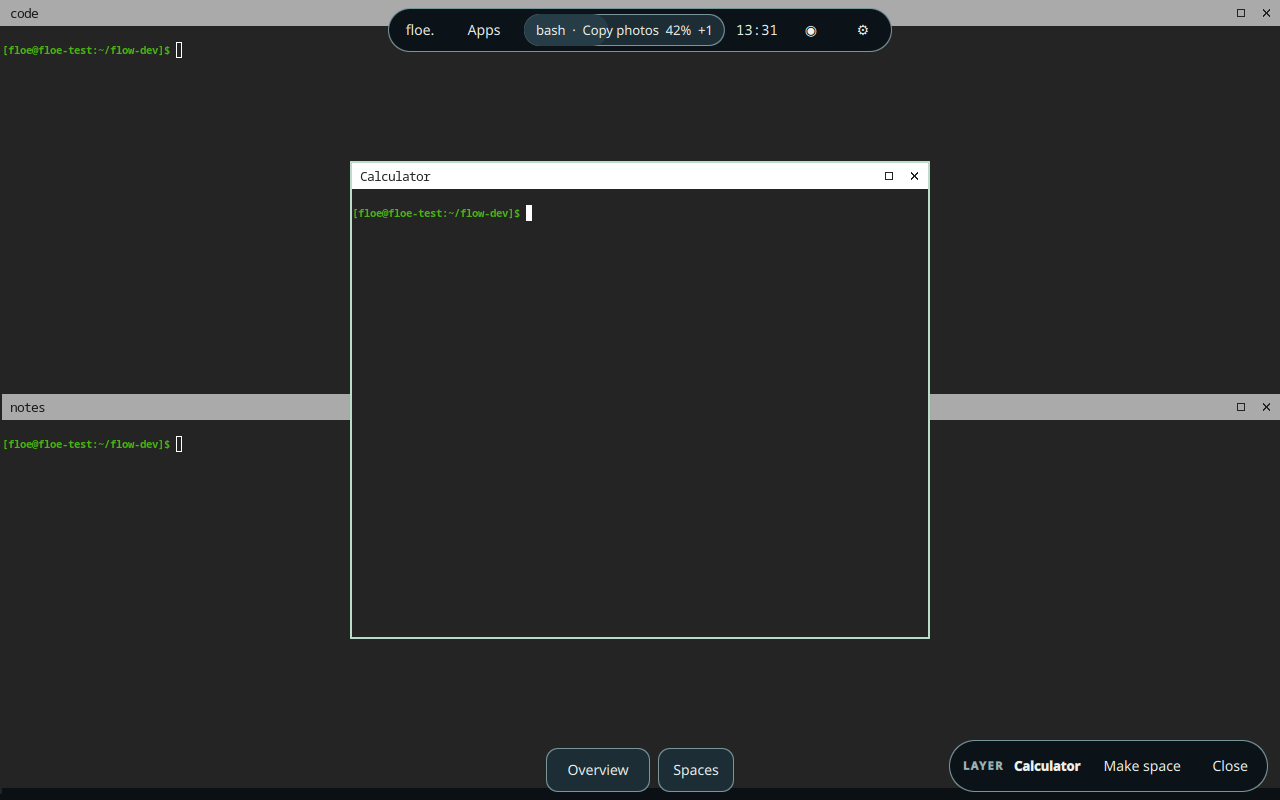 code
floe. Apps bash · Copy photos 42% +1 13:31
[floe@floe-test:~/flow-dev]$
Calculator
[floe@floe-test:~/flow-dev]$
notes
[floe@floe-test:~/flow-dev]$
Overview Spaces
LAYER Calculator Make space Close